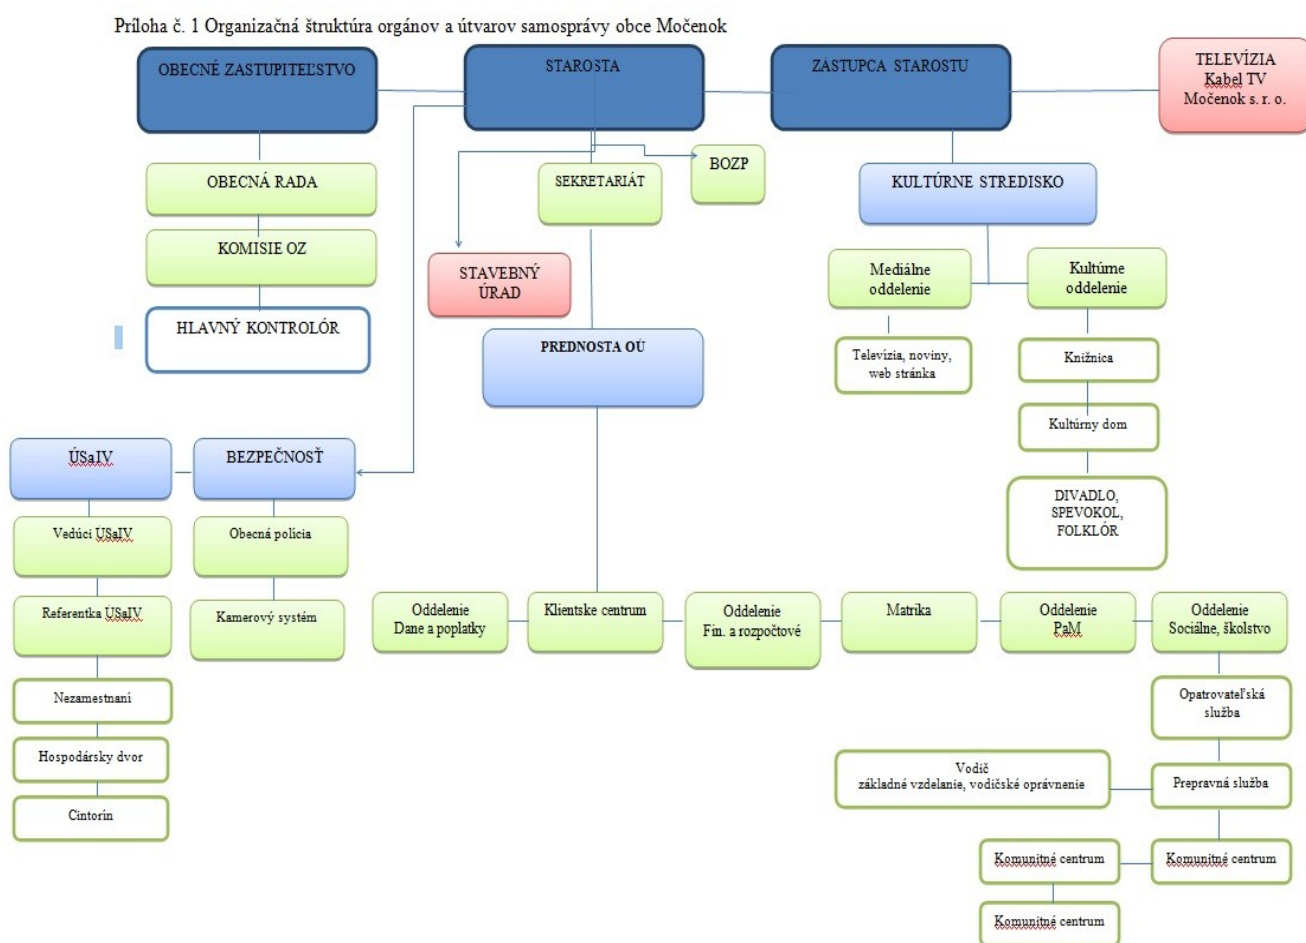 Príloha č. 1 Organizačná štruktúra orgánov a útvarov samosprávy obce Močenok
OBECNÉ ZASTUPITEĽSTVO
STAROSTA
ZÁSTUPCA STAROSTU
TELEVÍZIA
Kabel TV
Močenok s. r. o.
OBECNÁ RADA
SEKRETARIÁT
BOZP
KULTÚRNE STREDISKO
KOMISIE OZ
STAVEBNÝ
ÚRAD
Mediálne
oddelenie
Kultúrne
oddelenie
HLAVNÝ KONTROLÓR
PREDNOSTA OÚ
Televízia, noviny,
web stránka
Knižnica
Kultúrny dom
ÚSaIV
BEZPEČNOSŤ
DIVADLO,
SPEVOKOL,
FOLKLÓR
Vedúci ÚSaIV
Obecná polícia
Referentka ÚSaIV
Kamerový systém
Oddelenie
Dane a poplatky
Klientske centrum
Oddelenie
Fin. a rozpočtové
Matrika
Oddelenie
PaM
Oddelenie
Sociálne, školstvo
Nezamestnaní
Opatrovateľská
služba
Hospodársky dvor
Vodič
základné vzdelanie, vodičské oprávnenie
Prepravná služba
Cintorín
Komunitné centrum
Komunitné centrum
Komunitné centrum